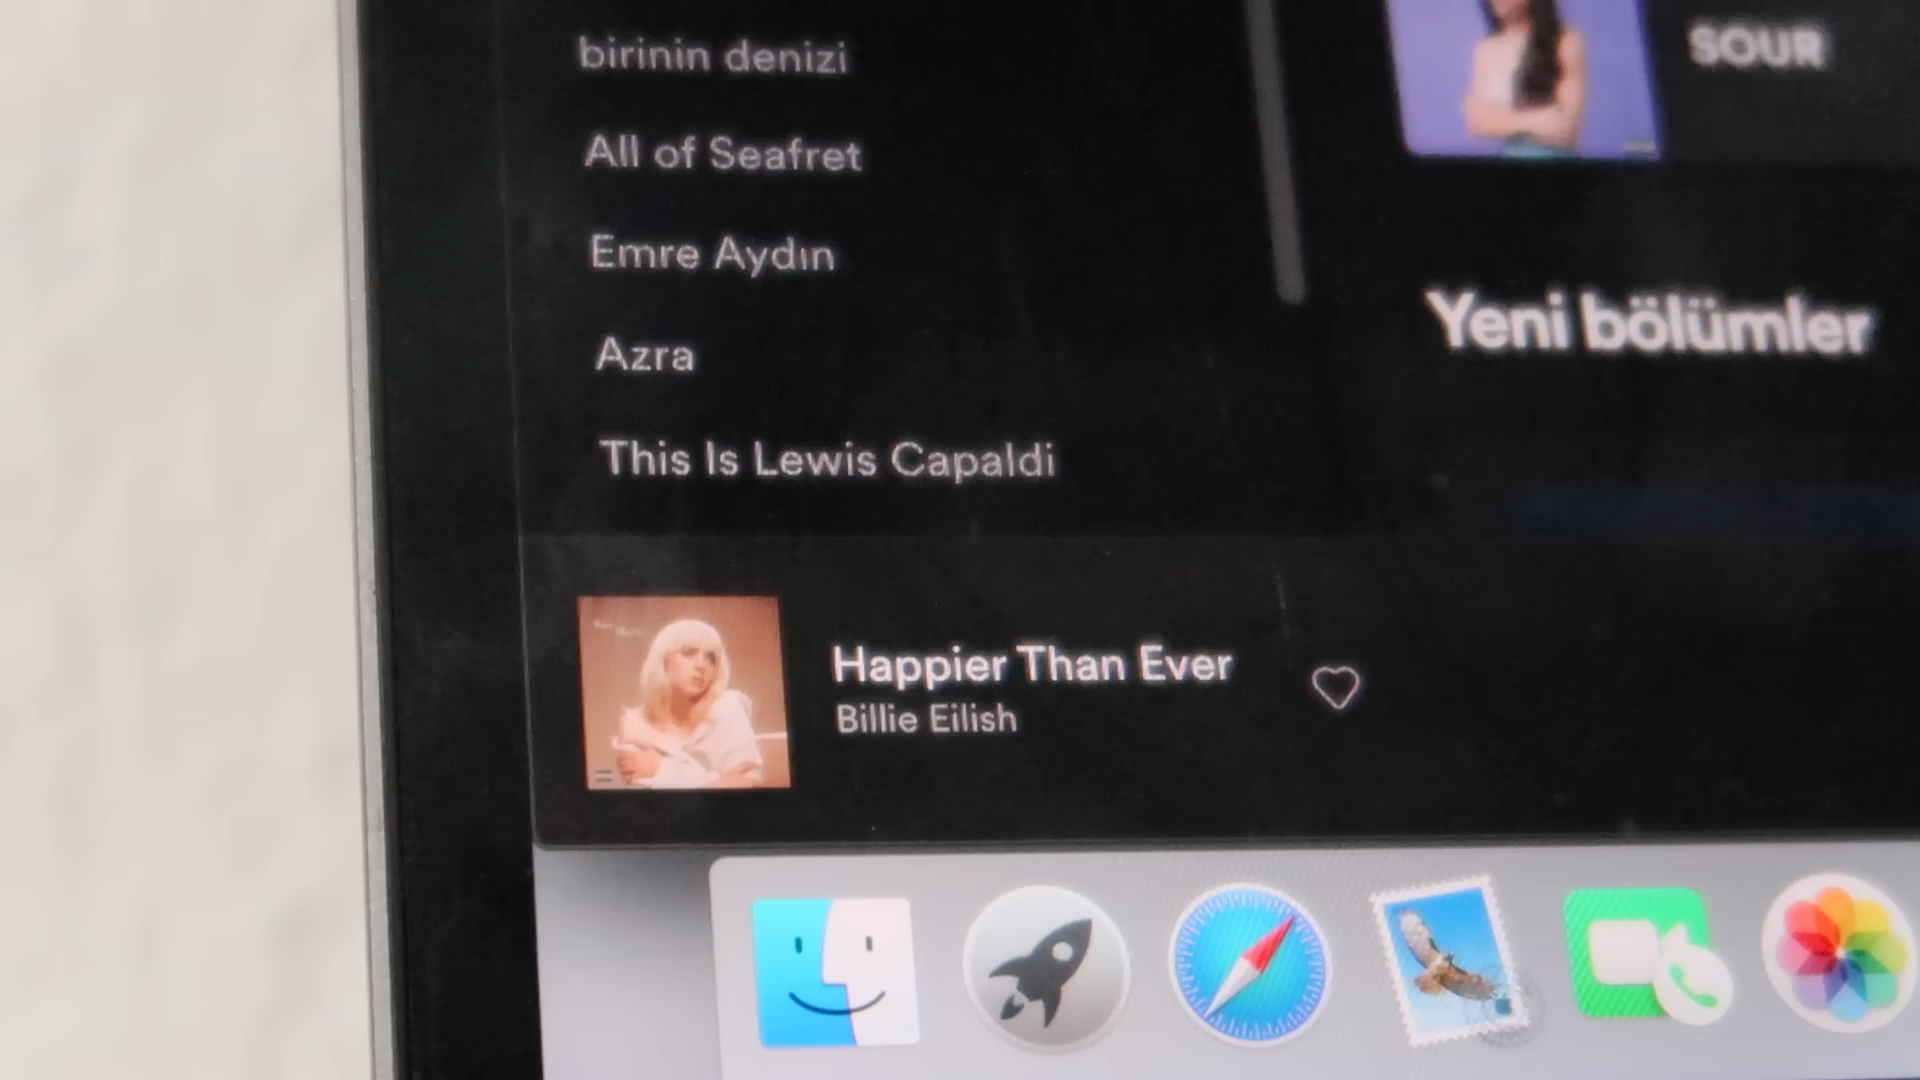 birinin denizi
All of Seafret
Emre Aydın
Azra
This Is Lewis Capaldi
SOUR
Yeni bölümler
Happier Than Ever
Billie Eilish